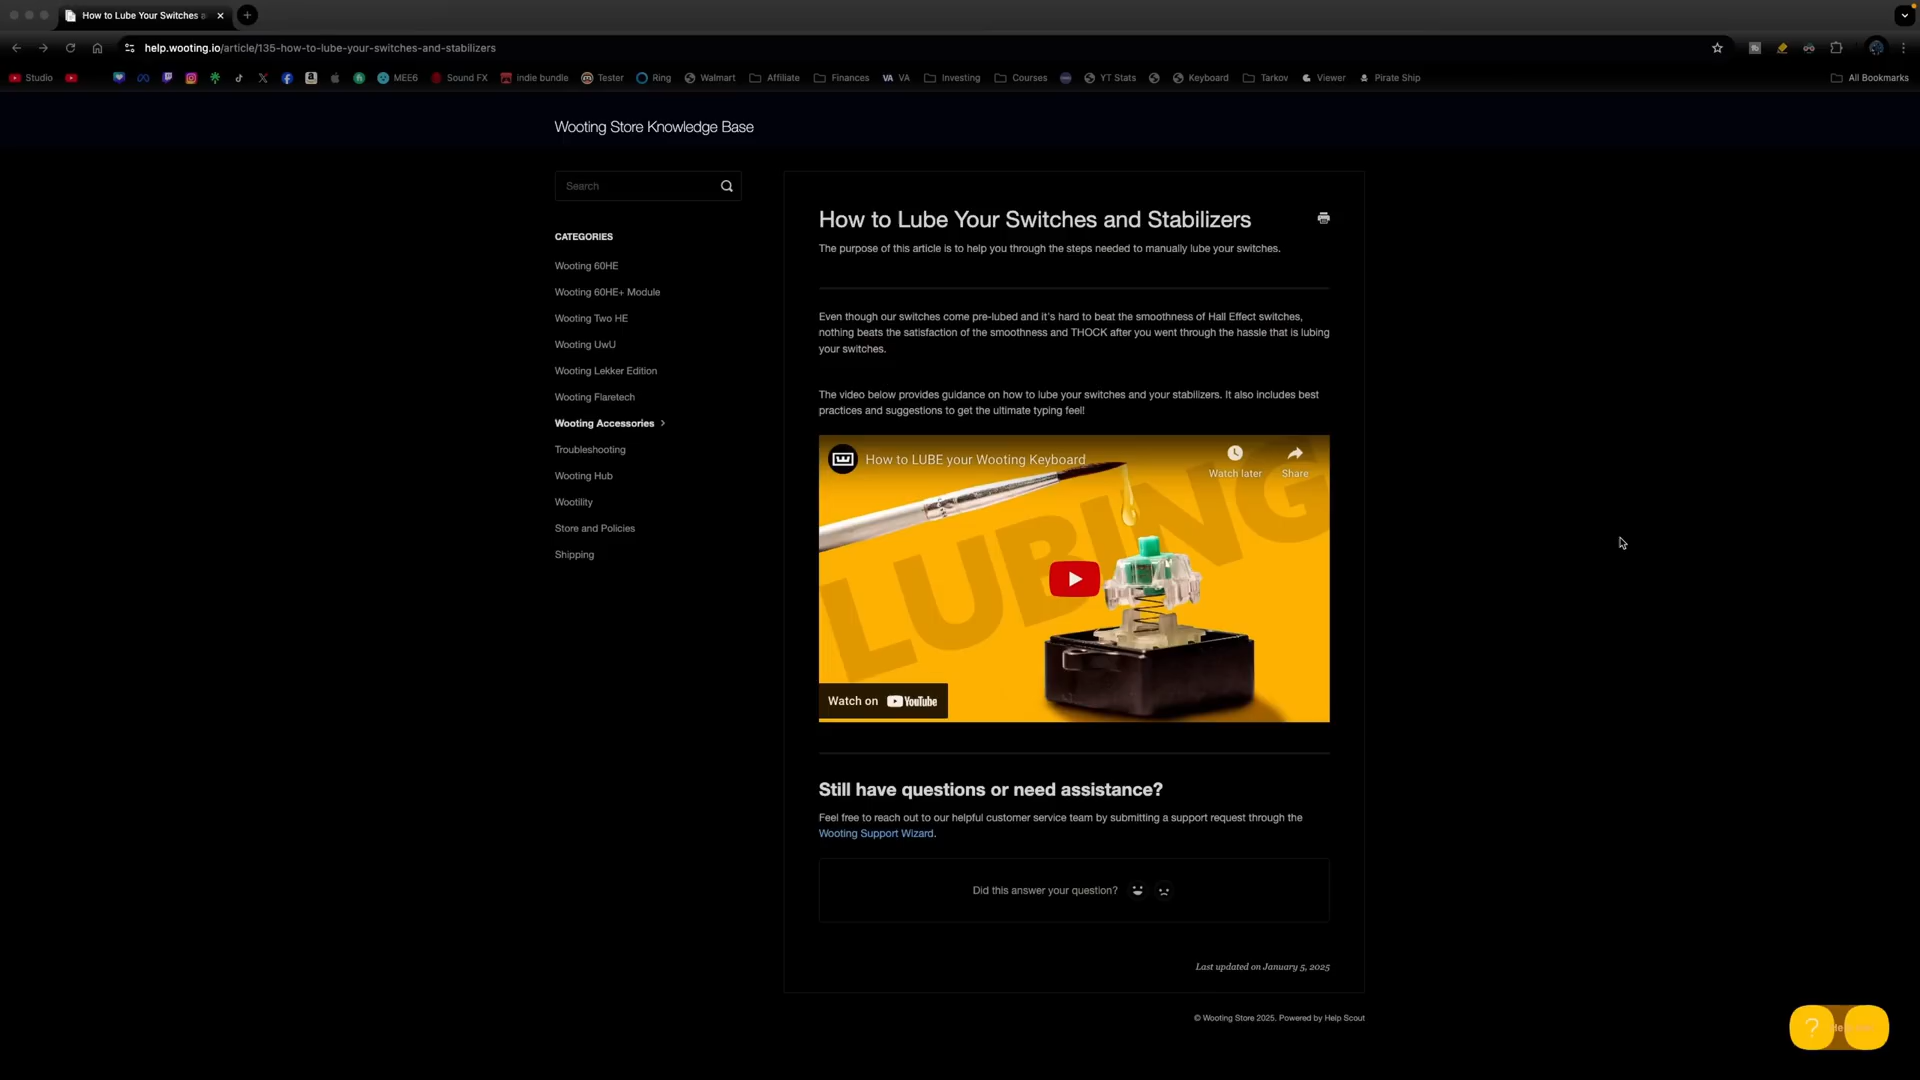 How to Lube Your Switches a
help.wooting.io/article/135-how-to-lube-your-switches-and-stabilizers
Studio
MEE6
Sound FX
indie bundle
Tester
Ring
Walmart
Affiliate
Finances
VA VA
Investing
Courses
YT Stats
Keyboard
Tarkov
Viewer
Pirate Ship
All Bookmarks
Wooting Store Knowledge Base
Search
CATEGORIES
Wooting 60HE
Wooting 60HE+ Module
Wooting Two HE
Wooting UwU
Wooting Lekker Edition
Wooting Flaretech
Wooting Accessories
Troubleshooting
Wooting Hub
Wootility
Store and Policies
Shipping
How to Lube Your Switches and Stabilizers
The purpose of this article is to help you through the steps needed to manually lube your switches.
Even though our switches come pre-lubed and it's hard to beat the smoothness of Hall Effect switches,
nothing beats the satisfaction of the smoothness and THOCK after you went through the hassle that is lubing
your switches.
The video below provides guidance on how to lube your switches and your stabilizers. It also includes best
practices and suggestions to get the ultimate typing feel!
How to LUBE your Wooting Keyboard
Watch later
Share
LUBING
Watch on YouTube
Still have questions or need assistance?
Feel free to reach out to our helpful customer service team by submitting a support request through the
Wooting Support Wizard.
Did this answer your question?
Last updated on January 5, 2025
© Wooting Store 2025. Powered by Help Scout
?